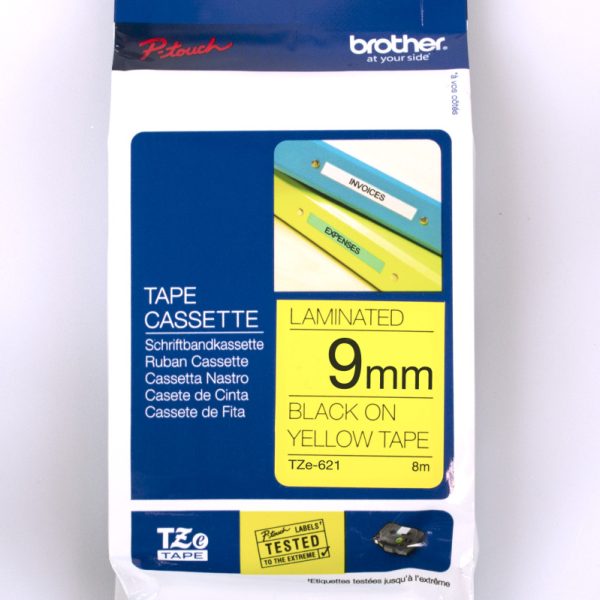 P-touch
brother
at your side*
*à vos côtés
INVOICES
EXPENSES
TAPE
CASSETTE
Schriftbandkassette
Ruban Cassette
Cassetta Nastro
Casete de Cinta
Cassete de Fita
LAMINATED
9mm
BLACK ON
YELLOW TAPE
TZe-621 8m
TZe
TAPE
P-touch LABELS*
TESTED
TO THE EXTREME
*Etiquettes testées jusqu'à l'extrême